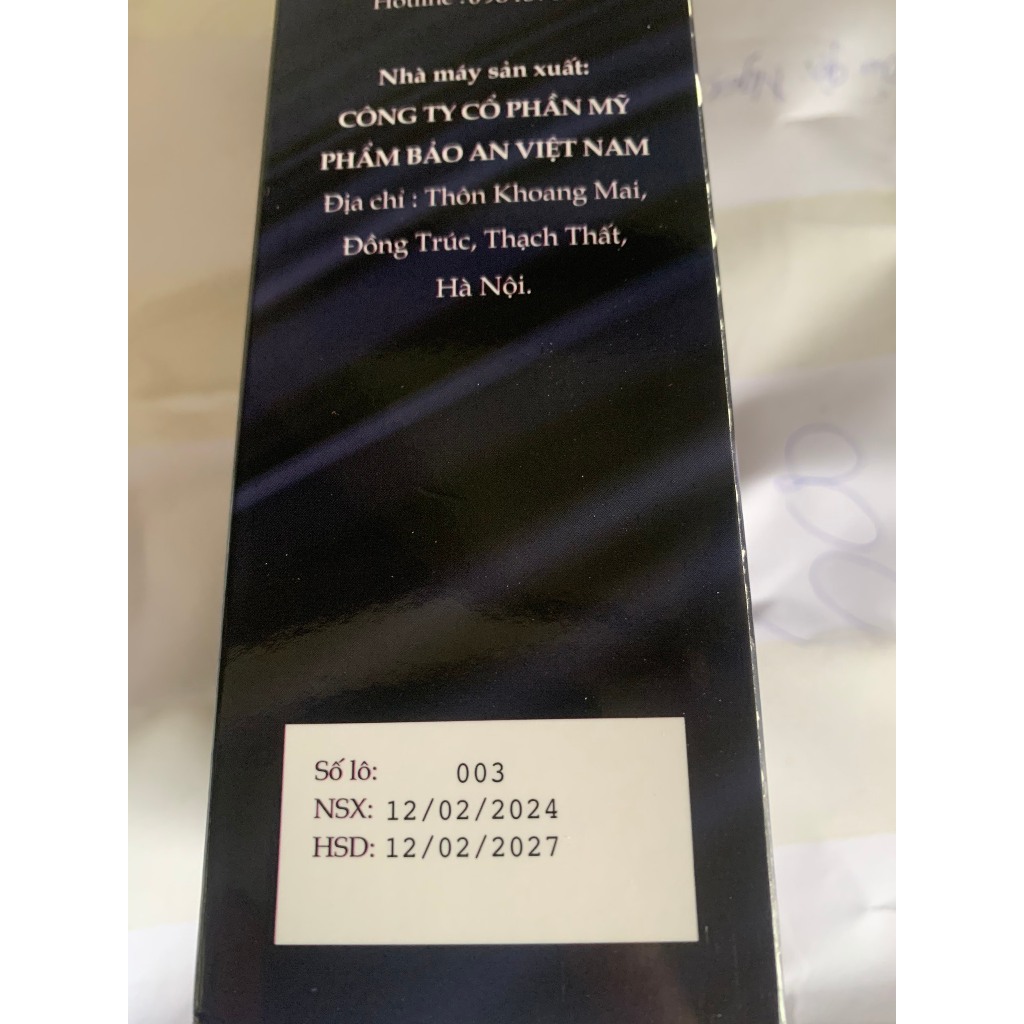 Nhà máy sản xuất:
CÔNG TY CỔ PHẦN MỸ
PHẨM BẢO AN VIỆT NAM
Địa chỉ : Thôn Khoang Mai,
Đồng Trúc, Thạch Thất,
Hà Nội.
Số lô: 003
NSX: 12/02/2024
HSD: 12/02/2027